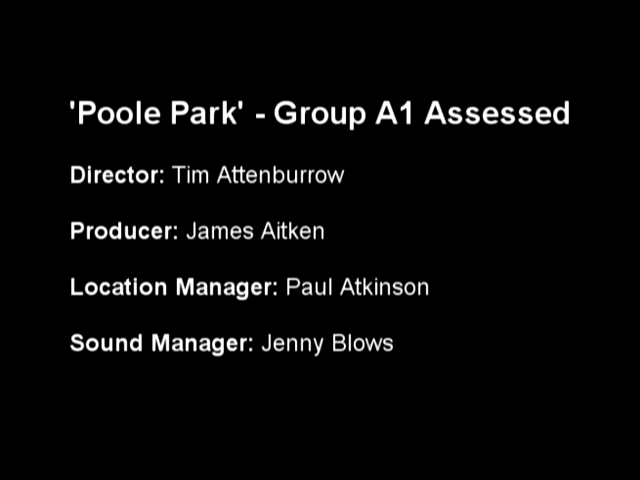 'Poole Park' - Group A1 Assessed
Director: Tim Attenburrow
Producer: James Aitken
Location Manager: Paul Atkinson
Sound Manager: Jenny Blows